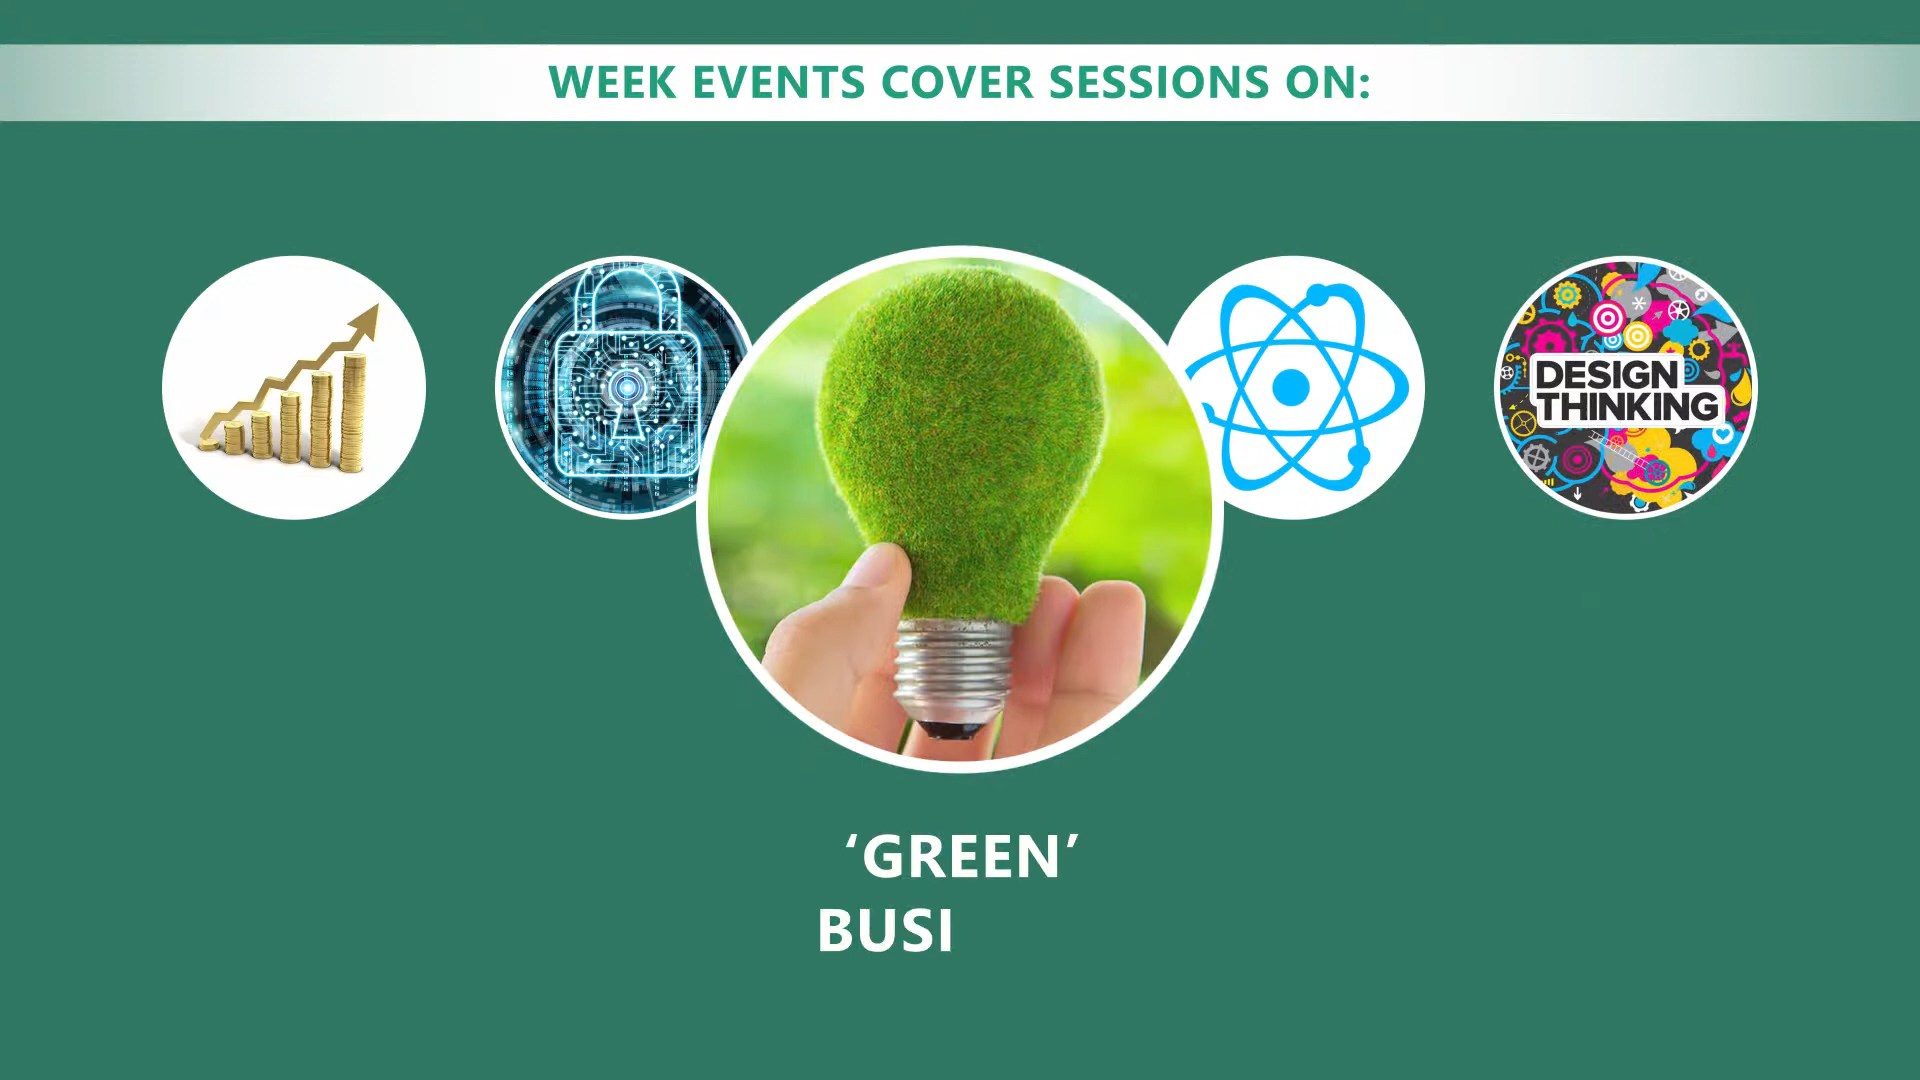 WEEK EVENTS COVER SESSIONS ON:
DESIGN
THINKING
‘GREEN’
BUSI